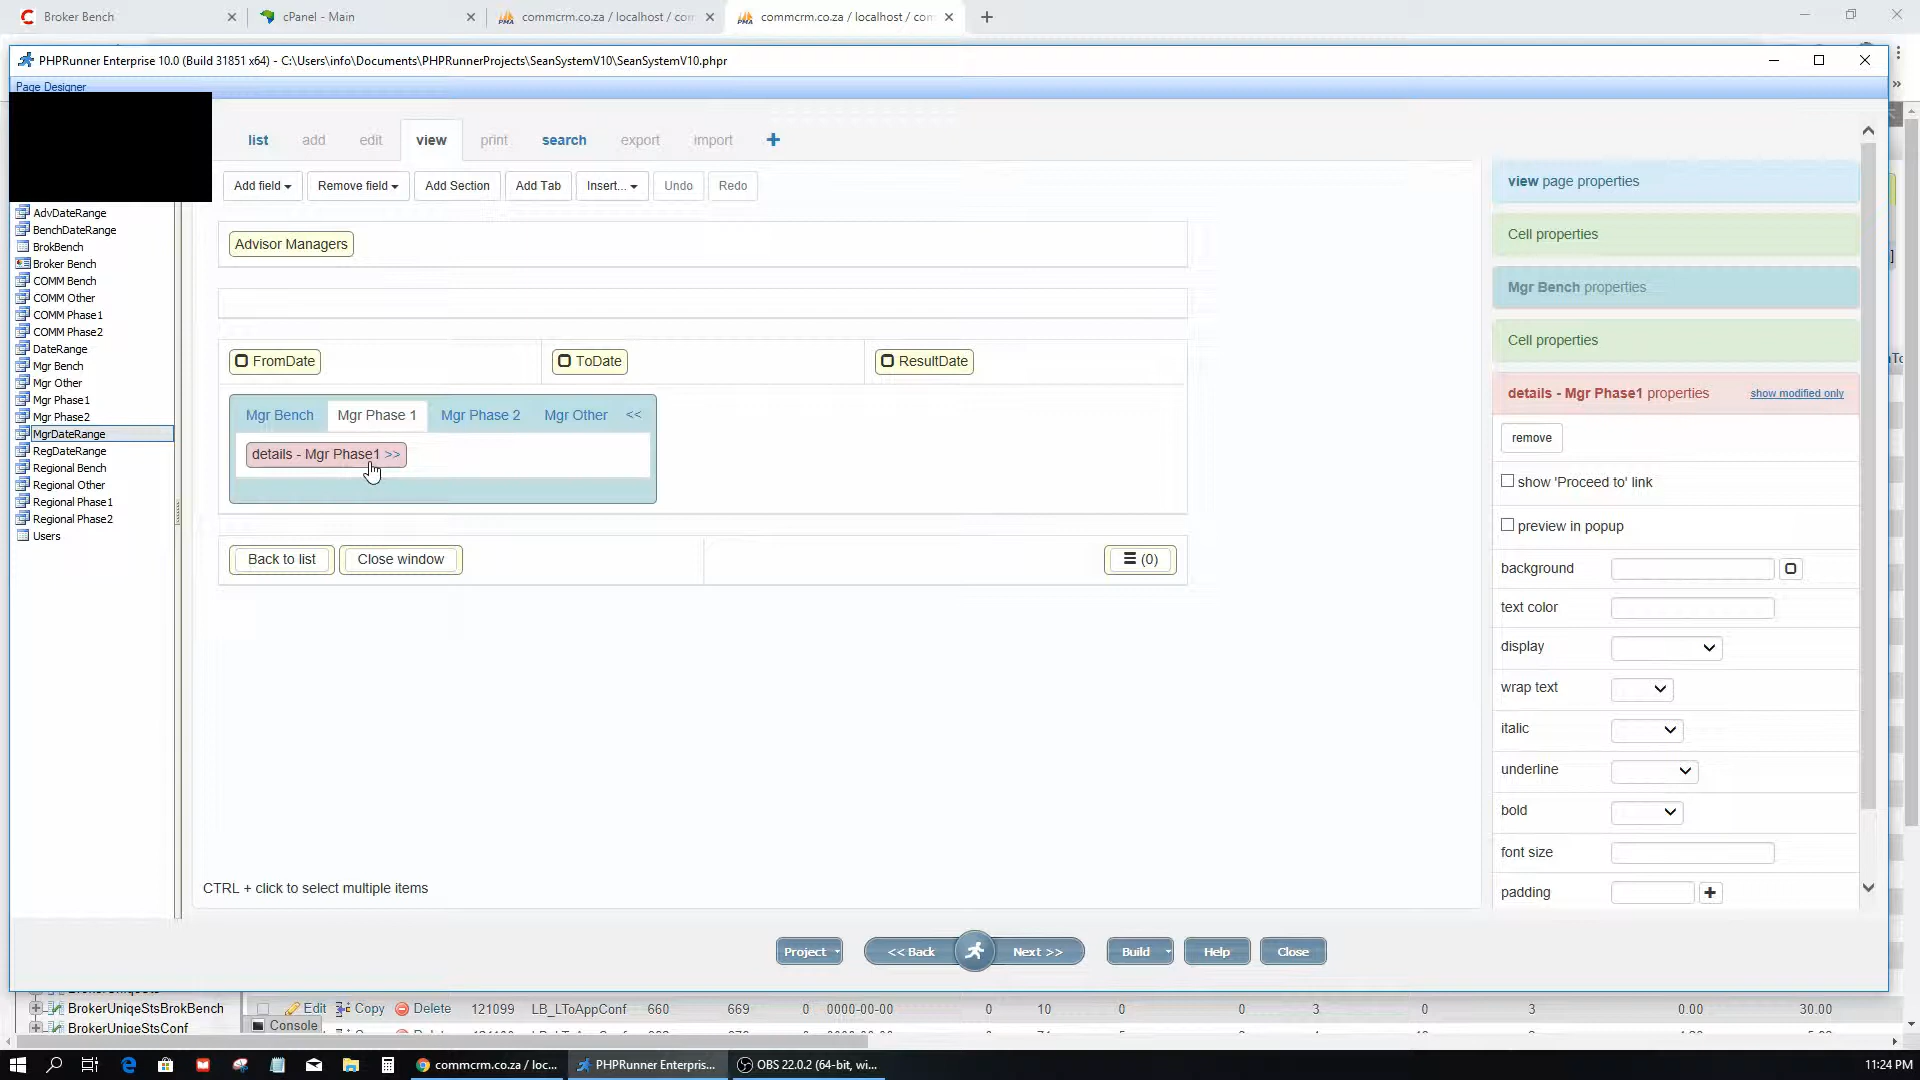 Broker Bench
cPanel - Main
commcrm.co.za / localhost / com
commcrm.co.za / localhost / com
PHPRunner Enterprise 10.0 (Build 31851 x64) - C:\Users\info\Documents\PHPRunnerProjects\SeanSystemV10\SeanSystemV10.phpr
Page Designer
list add edit view print search export import
Add field Remove field Add Section Add Tab Insert... Undo Redo
AdvDateRange
BenchDateRange
BrokBench
Broker Bench
COMM Bench
COMM Other
COMM Phase1
COMM Phase2
DateRange
Mgr Bench
Mgr Other
Mgr Phase1
Mgr Phase2
MgrDateRange
RegDateRange
Regional Bench
Regional Other
Regional Phase1
Regional Phase2
Users
Advisor Managers
FromDate ToDate ResultDate
Mgr Bench Mgr Phase 1 Mgr Phase 2 Mgr Other <<
details - Mgr Phase1 >>
Back to list Close window (0)
CTRL + click to select multiple items
view page properties
Cell properties
Mgr Bench properties
Cell properties
details - Mgr Phase1 properties show modified only
remove
show 'Proceed to' link
preview in popup
background
text color
display
wrap text
italic
underline
bold
font size
padding
Project << Back Next >> Build Help Close
BrokerUniqeStsBrokBench Edit Copy Delete 121099 LB_LToAppConf 660 669 0 0000-00-00 0 10 0 0 3 0 3 0.00 30.00
BrokerUniqeStsConf Console
commcrm.co.za / loc... PHPRunner Enterpris... OBS 22.0.2 (64-bit, wi... 11:24 PM